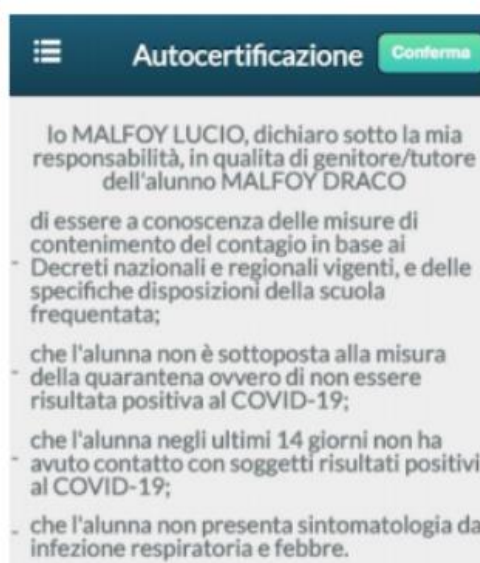 Autocertificazione Conferma
Io MALFOY LUCIO, dichiaro sotto la mia
responsabilità, in qualita di genitore/tutore
dell'alunno MALFOY DRACO
di essere a conoscenza delle misure di
contenimento del contagio in base ai
- Decreti nazionali e regionali vigenti, e delle
specifiche disposizioni della scuola
frequentata;
che l'alunna non è sottoposta alla misura
- della quarantena ovvero di non essere
risultata positiva al COVID-19;
che l'alunna negli ultimi 14 giorni non ha
- avuto contatto con soggetti risultati positivi
al COVID-19;
- che l'alunna non presenta sintomatologia da
infezione respiratoria e febbre.